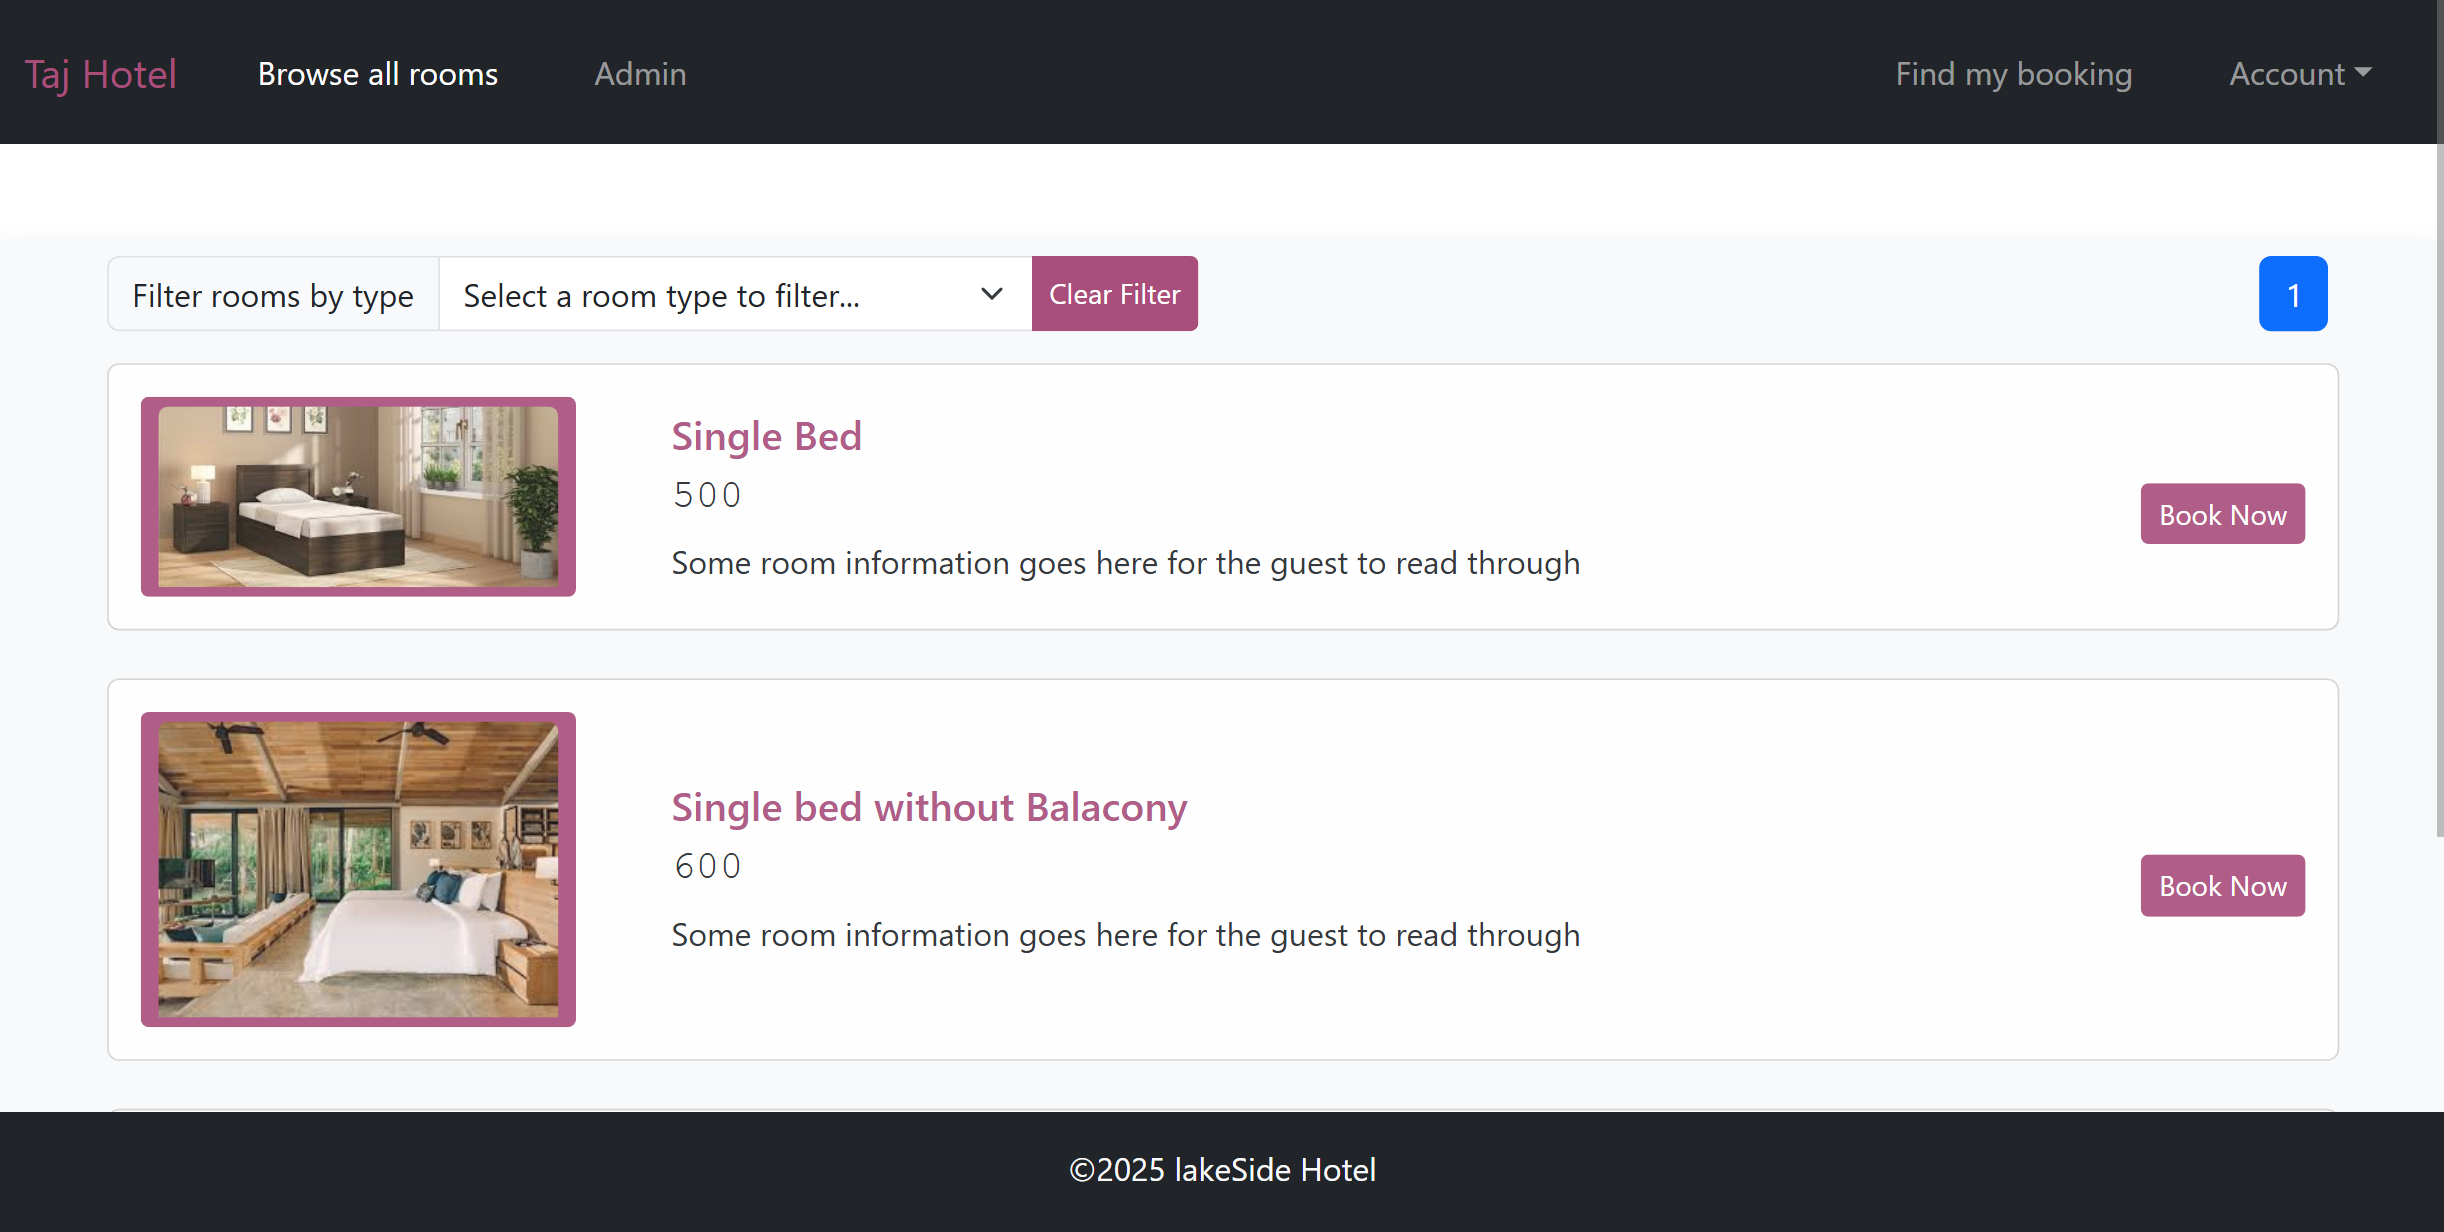 Taj Hotel Browse all rooms Admin Find my booking Account
Filter rooms by type Select a room type to filter... Clear Filter 1
Single Bed
500
Some room information goes here for the guest to read through
Book Now
Single bed without Balacony
600
Some room information goes here for the guest to read through
Book Now
©2025 lakeSide Hotel